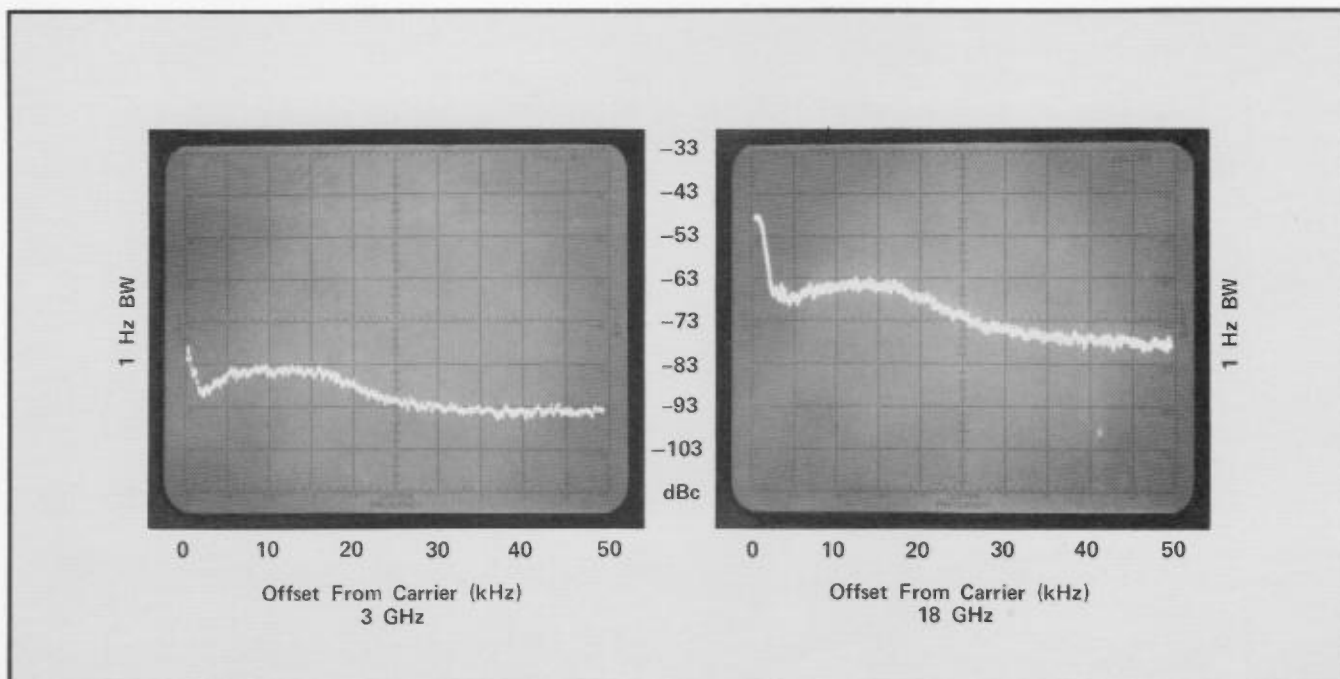 1 Hz BW
-33
-43
-53
-63
-73
-83
-93
-103
dBc
1 Hz BW
0 10 20 30 40 50
Offset From Carrier (kHz)
3 GHz
0 10 20 30 40 50
Offset From Carrier (kHz)
18 GHz